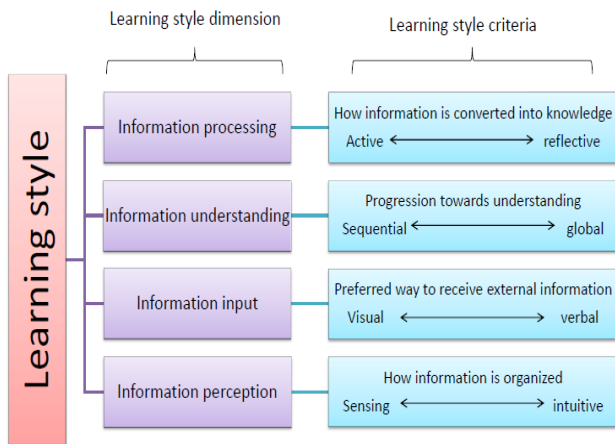 Learning style dimension
Learning style criteria
Learning style
Information processing
How information is converted into knowledge
Active
reflective
Information understanding
Progression towards understanding
Sequential
global
Information input
Preferred way to receive external information
Visual
verbal
Information perception
How information is organized
Sensing
intuitive